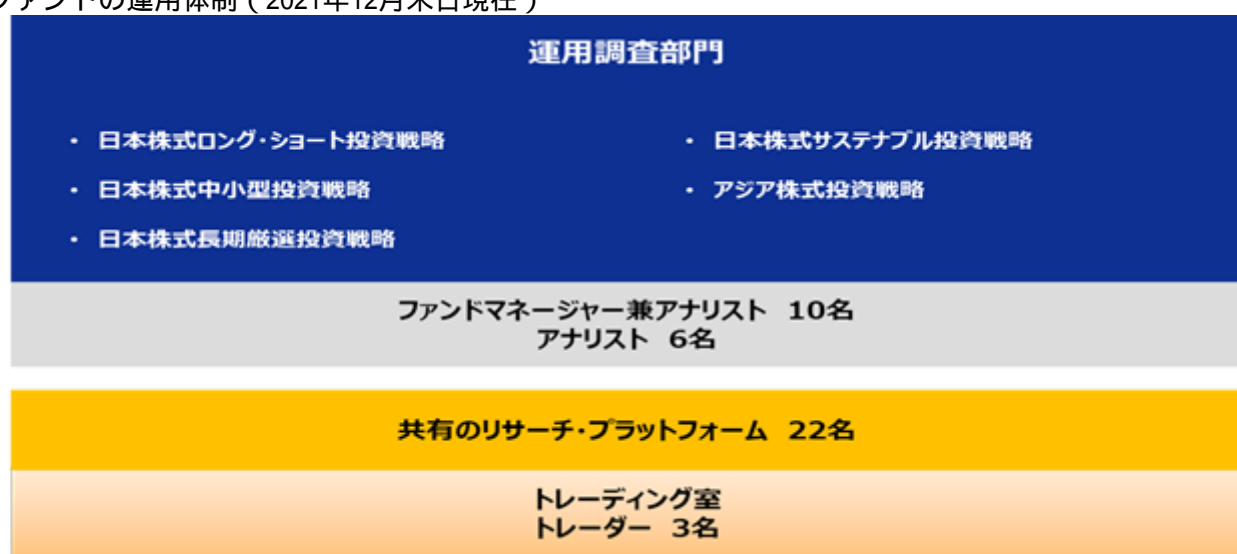 ファンドの運用体制(2021年12月末日現在)
運用調査部門
・ 日本株式ロング・ショート投資戦略
・ 日本株式サステナブル投資戦略
・ 日本株式中小型投資戦略
・ アジア株式投資戦略
・ 日本株式長期厳選投資戦略
ファンドマネージャー兼アナリスト 10名
アナリスト 6名
共有のリサーチ・プラットフォーム 22名
トレーディング室
トレーダー 3名